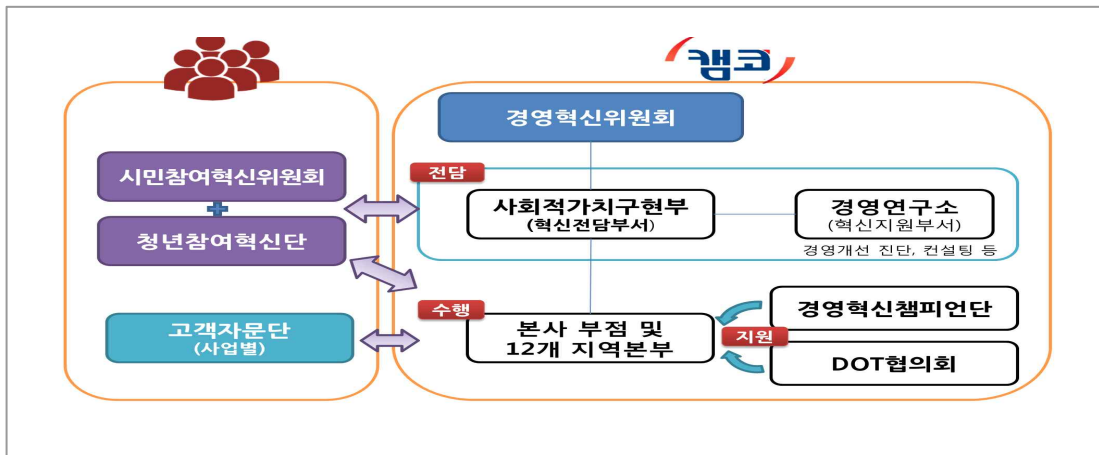 캠코
경영혁신위원회
시민참여혁신위원회
청년참여혁신단
고객자문단
(사업별)
전담
사회적가치구현부
(혁신전담부서)
경영연구소
(혁신지원부서)
경영개선 진단, 컨설팅 등
수행
본사 부점 및
12개 지역본부
지원
경영혁신챔피언단
DOT협의회